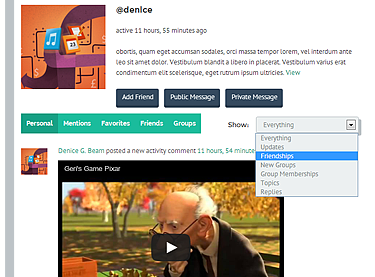 @denice
active 11 hours, 55 minutes ago
obortis, quam eget accumsan sodales, orci massa tempor lorem, vel interdum ante
leo sit amet dolor. Vestibulum blandit a libero in placerat. Vestibulum varius erat
condimentum elit scelerisque, eget rutrum ipsum ultricies. View
Add Friend Public Message Private Message
Personal Mentions Favorites Friends Groups Show: Everything
Everything
Updates
Friendships
New Groups
Group Memberships
Topics
Replies
Denice G. Beam posted a new activity comment 11 hours, 54 minute
Geri's Game Pixar